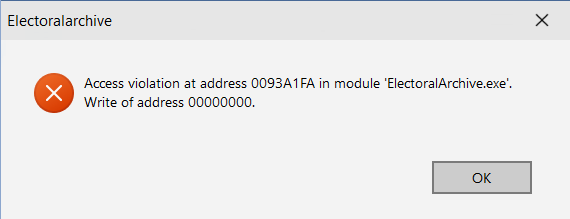 Electoralarchive
Access violation at address 0093A1FA in module 'ElectoralArchive.exe'.
Write of address 00000000.
OK